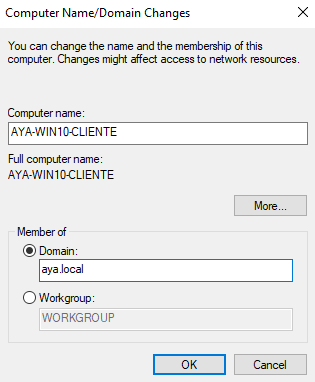 Computer Name/Domain Changes
You can change the name and the membership of this
computer. Changes might affect access to network resources.
Computer name:
AYA-WIN10-CLIENTE
Full computer name:
AYA-WIN10-CLIENTE
More...
Member of
Domain:
aya.local
Workgroup:
WORKGROUP
OK Cancel